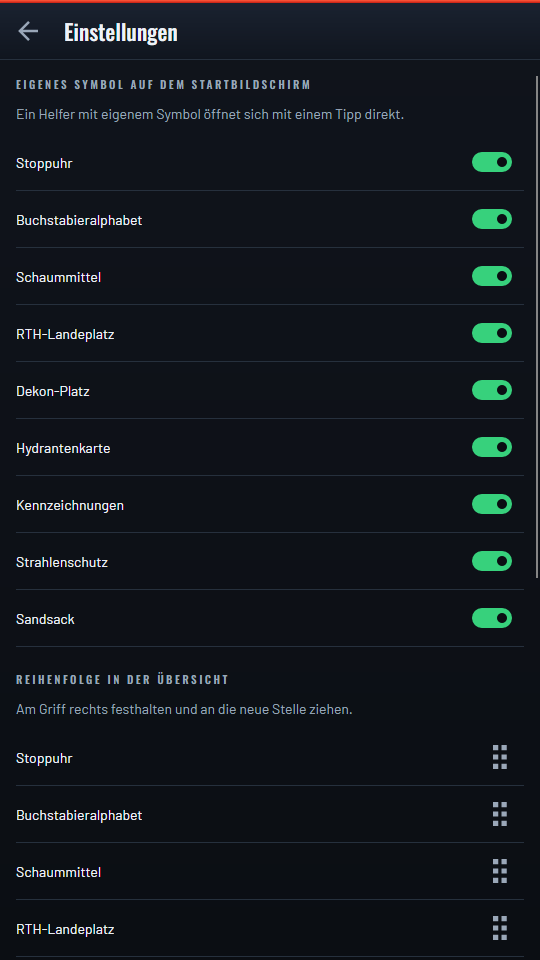 Einstellungen
EIGENES SYMBOL AUF DEM STARTBILDSCHIRM
Ein Helfer mit eigenem Symbol öffnet sich mit einem Tipp direkt.
Stoppuhr
Buchstabieralphabet
Schaummittel
RTH-Landeplatz
Dekon-Platz
Hydrantenkarte
Kennzeichnungen
Strahlenschutz
Sandsack
REIHENFOLGE IN DER ÜBERSICHT
Am Griff rechts festhalten und an die neue Stelle ziehen.
Stoppuhr
Buchstabieralphabet
Schaummittel
RTH-Landeplatz